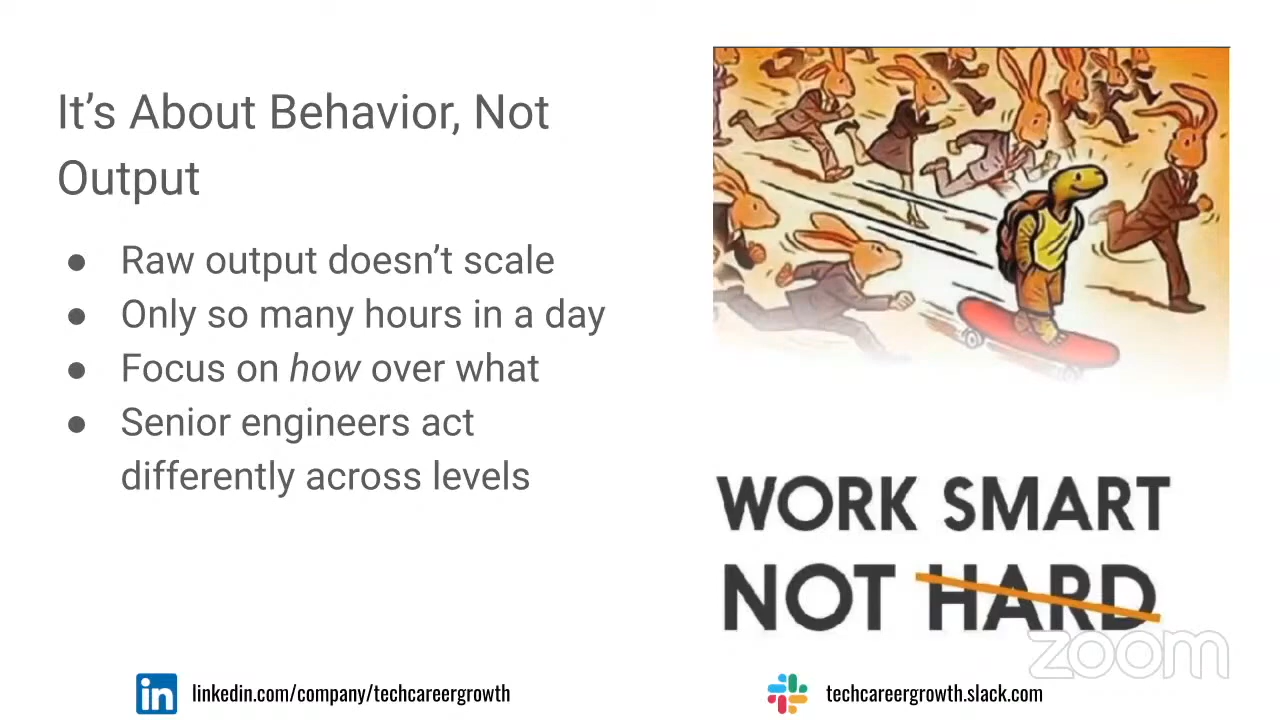 It’s About Behavior, Not
Output
● Raw output doesn’t scale
● Only so many hours in a day
● Focus on how over what
● Senior engineers act
differently across levels
WORK SMART
NOT HARD
zoom
in linkedin.com/company/techcareergrowth
techcareergrowth.slack.com